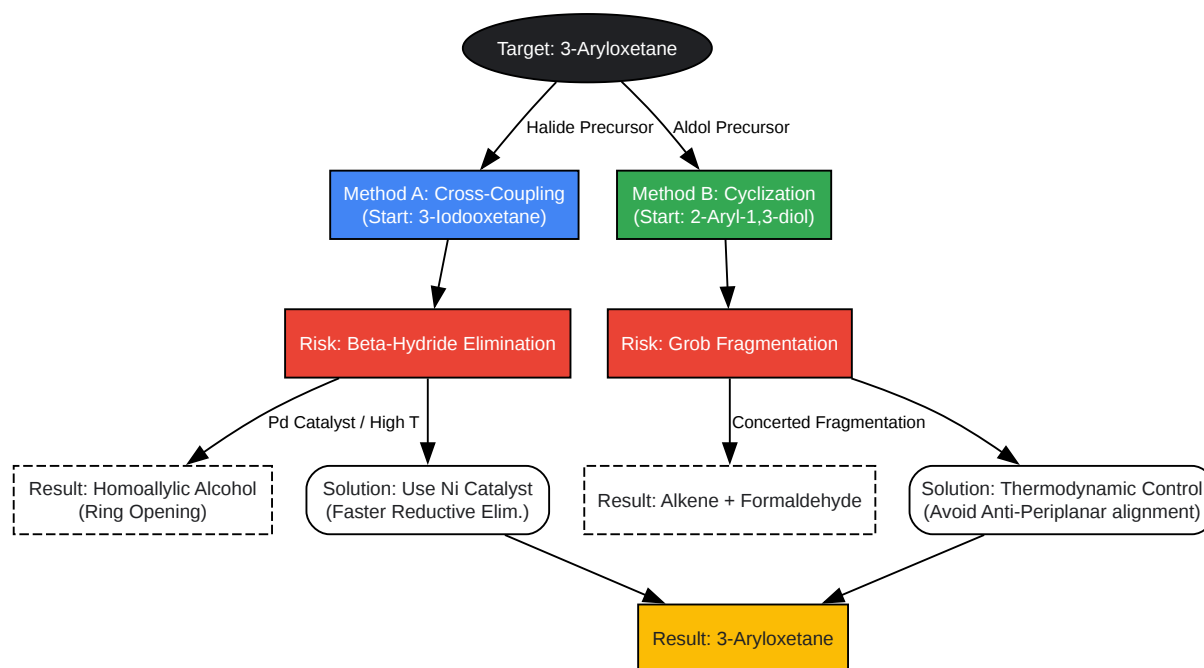 Target: 3-Aryloxetane
Halide Precursor
Aldol Precursor
Method A: Cross-Coupling
(Start: 3-Iodooxetane)
Method B: Cyclization
(Start: 2-Aryl-1,3-diol)
Risk: Beta-Hydride Elimination
Risk: Grob Fragmentation
Pd Catalyst / High T
Concerted Fragmentation
Result: Homoallylic Alcohol
(Ring Opening)
Solution: Use Ni Catalyst
(Faster Reductive Elim.)
Result: Alkene + Formaldehyde
Solution: Thermodynamic Control
(Avoid Anti-Periplanar alignment)
Result: 3-Aryloxetane